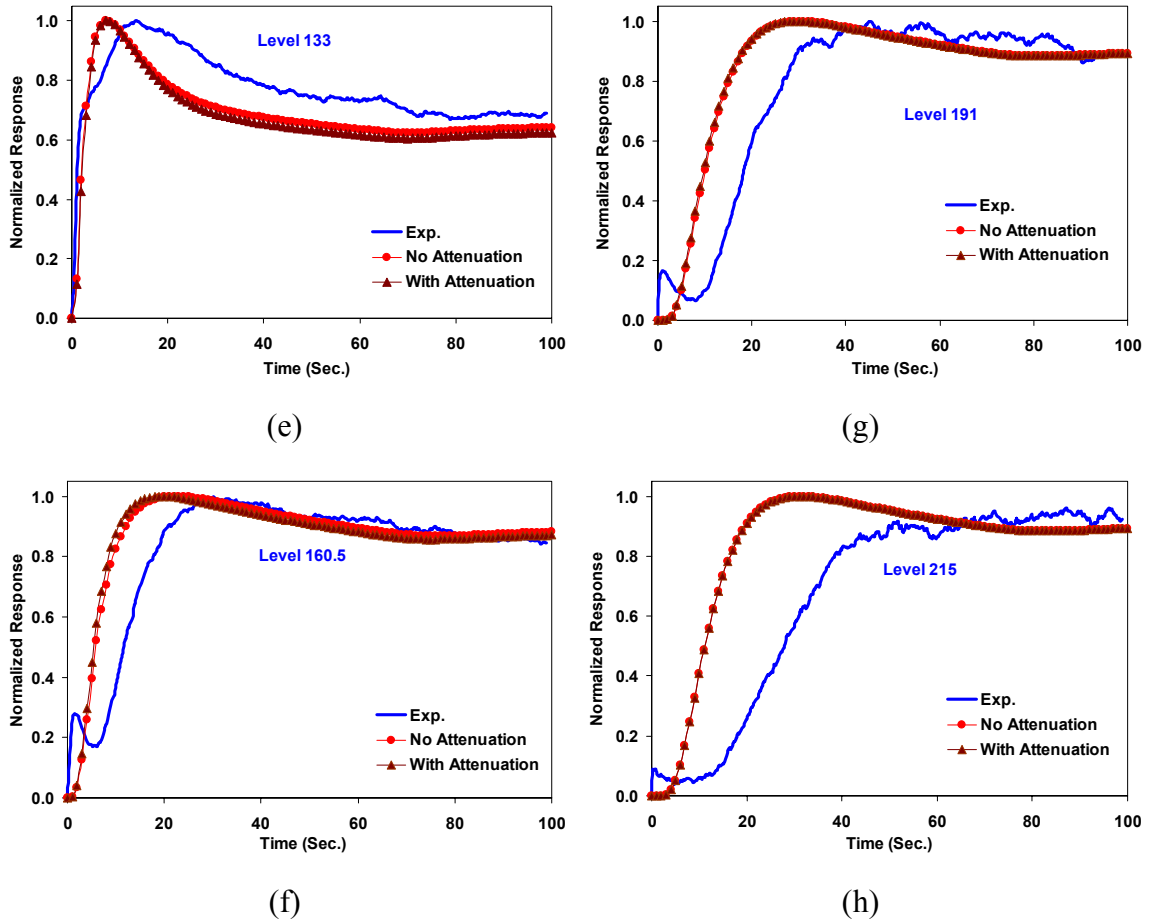 Normalized Response
1.0
0.8
0.6
0.4
0.2
0.0
Level 133
Exp.
No Attenuation
With Attenuation
0 20 40 60 80 100
Time (Sec.)
(e)
Normalized Response
1.0
0.8
0.6
0.4
0.2
0.0
Level 191
Exp.
No Attenuation
With Attenuation
0 20 40 60 80 100
Time (Sec.)
(g)
Normalized Response
1.0
0.8
0.6
0.4
0.2
0.0
Level 160.5
Exp.
No Attenuation
With Attenuation
0 20 40 60 80 100
Time (Sec.)
(f)
Normalized Response
1.0
0.8
0.6
0.4
0.2
0.0
Level 215
Exp.
No Attenuation
With Attenuation
0 20 40 60 80 100
Time (Sec.)
(h)